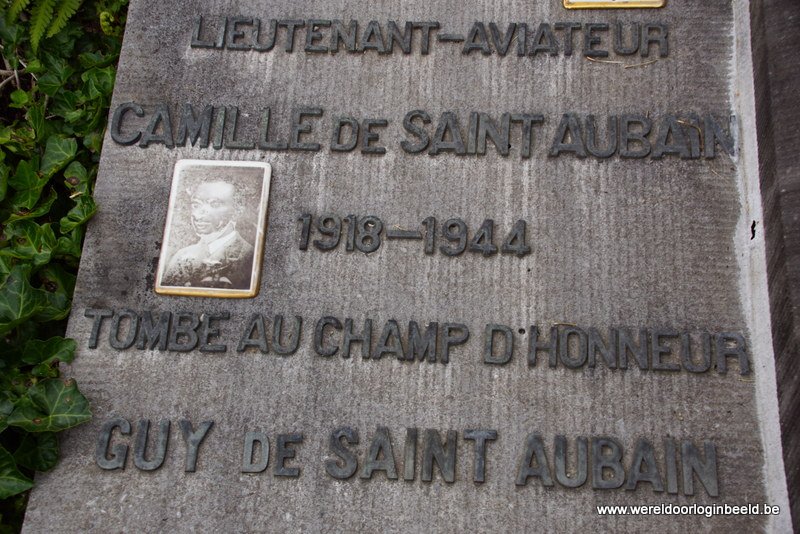 LIEUTENANT-AVIATEUR
CAMILLE DE SAINT AUBAIN
1918-1944
TOMBE AU CHAMP D'HONNEUR
GUY DE SAINT AUBAIN
www.wereldoorloginbeeld.be